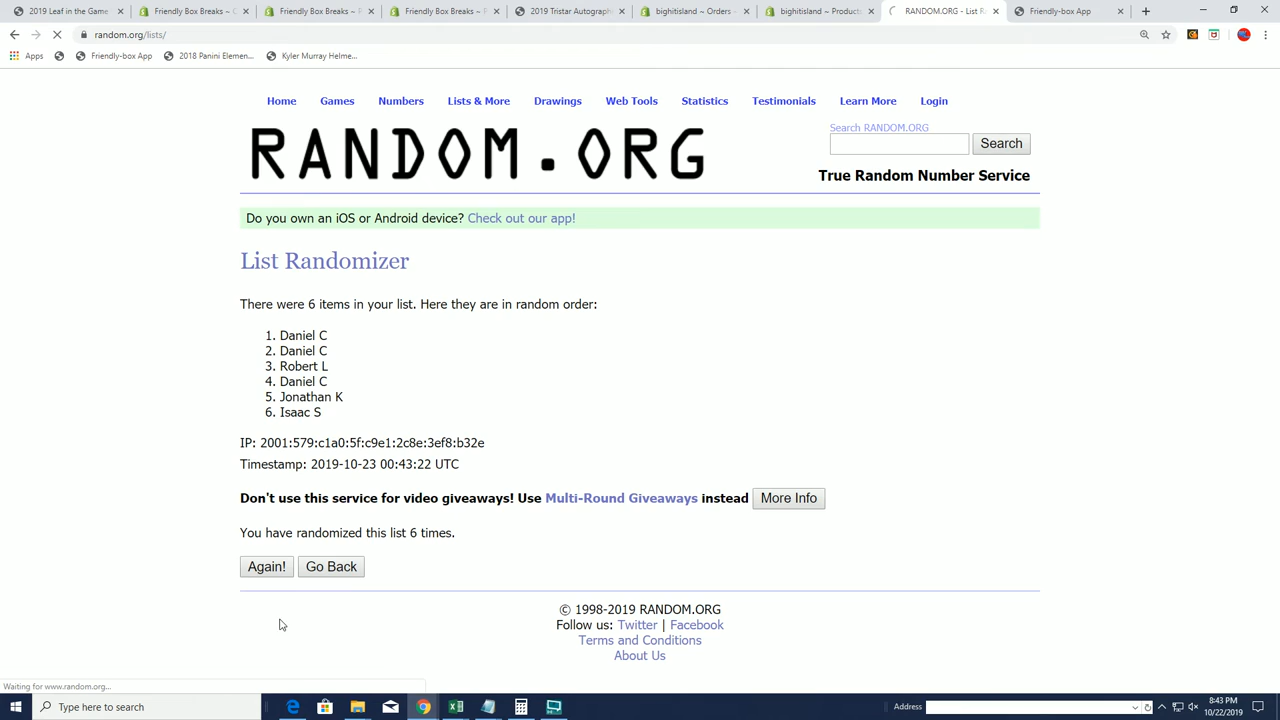 2019 Leaf in the Game
Friendly Box Breaks - C
Friendly Box Breaks - F
Friendly Box Breaks - P
2019 Tristar Autograph
bightisland ~ Orders
bightisland ~ Product
RANDOM.ORG - List R
Friendly-box App
random.org/lists/
Apps
Friendly-box App
2018 Panini Elemen...
Kyler Murray Helme...
Home
Games
Numbers
Lists & More
Drawings
Web Tools
Statistics
Testimonials
Learn More
Login
RANDOM.ORG
Search RANDOM.ORG
Search
True Random Number Service
Do you own an iOS or Android device? Check out our app!
List Randomizer
There were 6 items in your list. Here they are in random order:
1. Daniel C
2. Daniel C
3. Robert L
4. Daniel C
5. Jonathan K
6. Isaac S
IP: 2001:579:c1a0:5f:c9e1:2c8e:3ef8:b32e
Timestamp: 2019-10-23 00:43:22 UTC
Don't use this service for video giveaways! Use Multi-Round Giveaways instead More Info
You have randomized this list 6 times.
Again! Go Back
© 1998-2019 RANDOM.ORG
Follow us: Twitter | Facebook
Terms and Conditions
About Us
Waiting for www.random.org...
Type here to search
Address
8:43 PM
10/22/2019